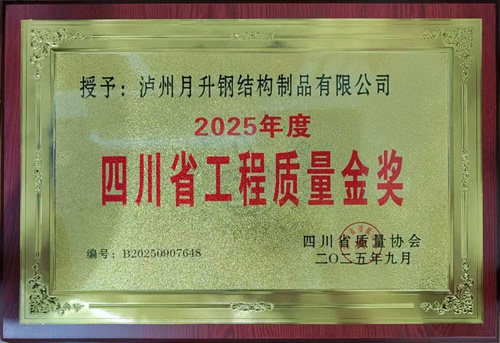 授予：泸州月升钢结构制品有限公司
2025年度
四川省工程质量金奖
编号：B20250907648
四川省质量协会
二〇二五年九月